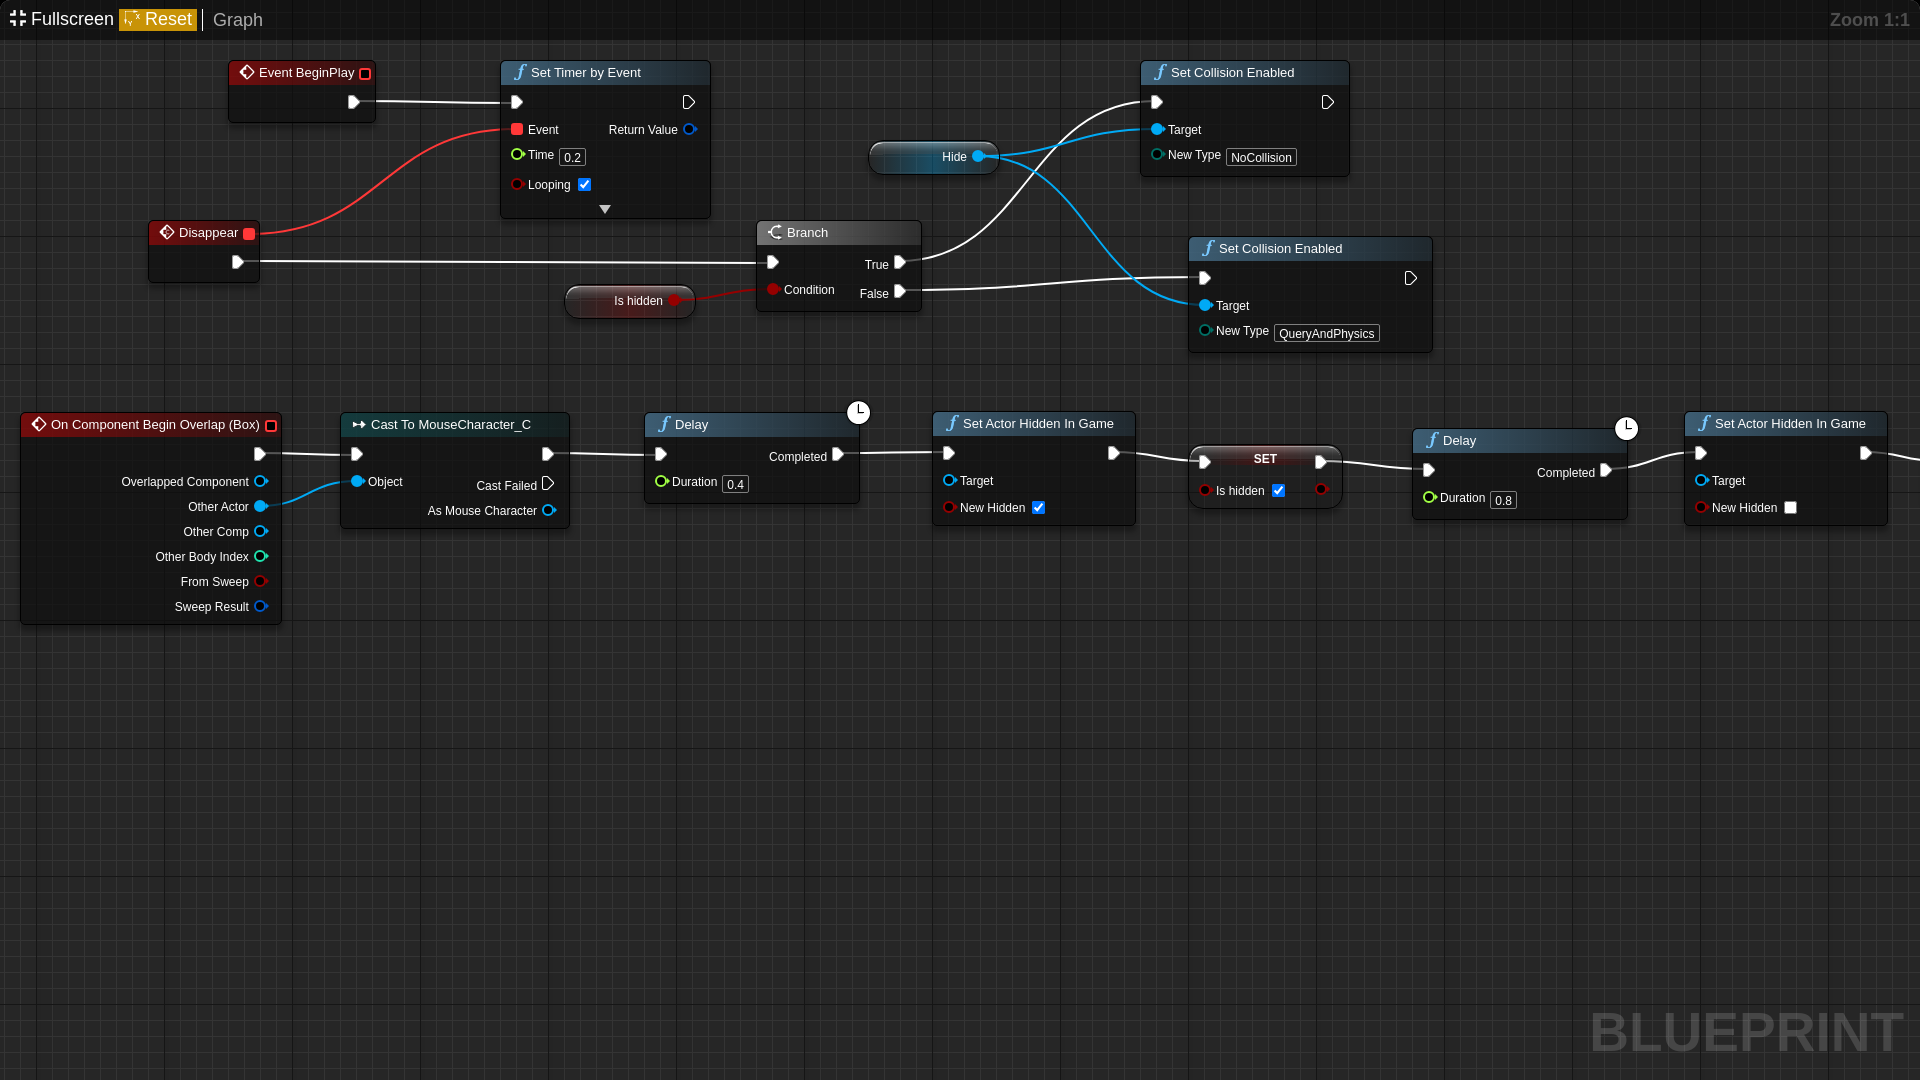 Fullscreen Reset Graph Zoom 1:1
Event BeginPlay
Set Timer by Event
Event Return Value
Time 0.2
Looping
Set Collision Enabled
Target
New Type NoCollision
Hide
Disappear
Branch
True
Condition False
Is hidden
Set Collision Enabled
Target
New Type QueryAndPhysics
On Component Begin Overlap (Box)
Overlapped Component
Other Actor
Other Comp
Other Body Index
From Sweep
Sweep Result
Cast To MouseCharacter_C
Object
Cast Failed
As Mouse Character
Delay
Completed
Duration 0.4
Set Actor Hidden In Game
Target
New Hidden
SET
Is hidden
Delay
Completed
Duration 0.8
Set Actor Hidden In Game
Target
New Hidden
BLUEPRINT